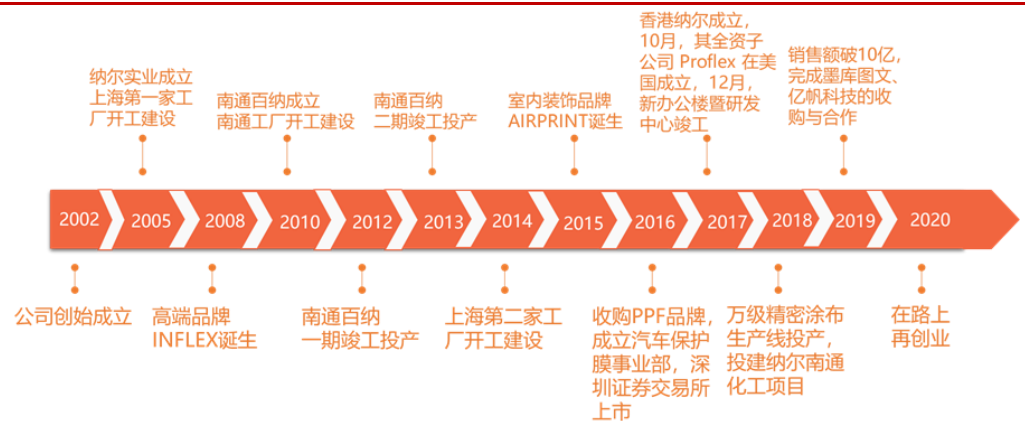 纳尔实业成立
上海第一家工
厂开工建设
南通百纳成立
南通工厂开工建设
南通百纳
二期竣工投产
室内装饰品牌
AIRPRINT诞生
香港纳尔成立，
10月，其全资子
公司 Proflex 在美
国成立，12月，
新办公楼暨研发
中心竣工
销售额破10亿，
完成墨库图文、
亿帆科技的收
购与合作
2002
2005
2008
2010
2012
2013
2014
2015
2016
2017
2018
2019
2020
公司创始成立
高端品牌
INFLEX诞生
南通百纳
一期竣工投产
上海第二家工
厂开工建设
收购PPF品牌，
成立汽车保护
膜事业部，深
圳证券交易所
上市
万级精密涂布
生产线投产，
投建纳尔南通
化工项目
在路上
再创业